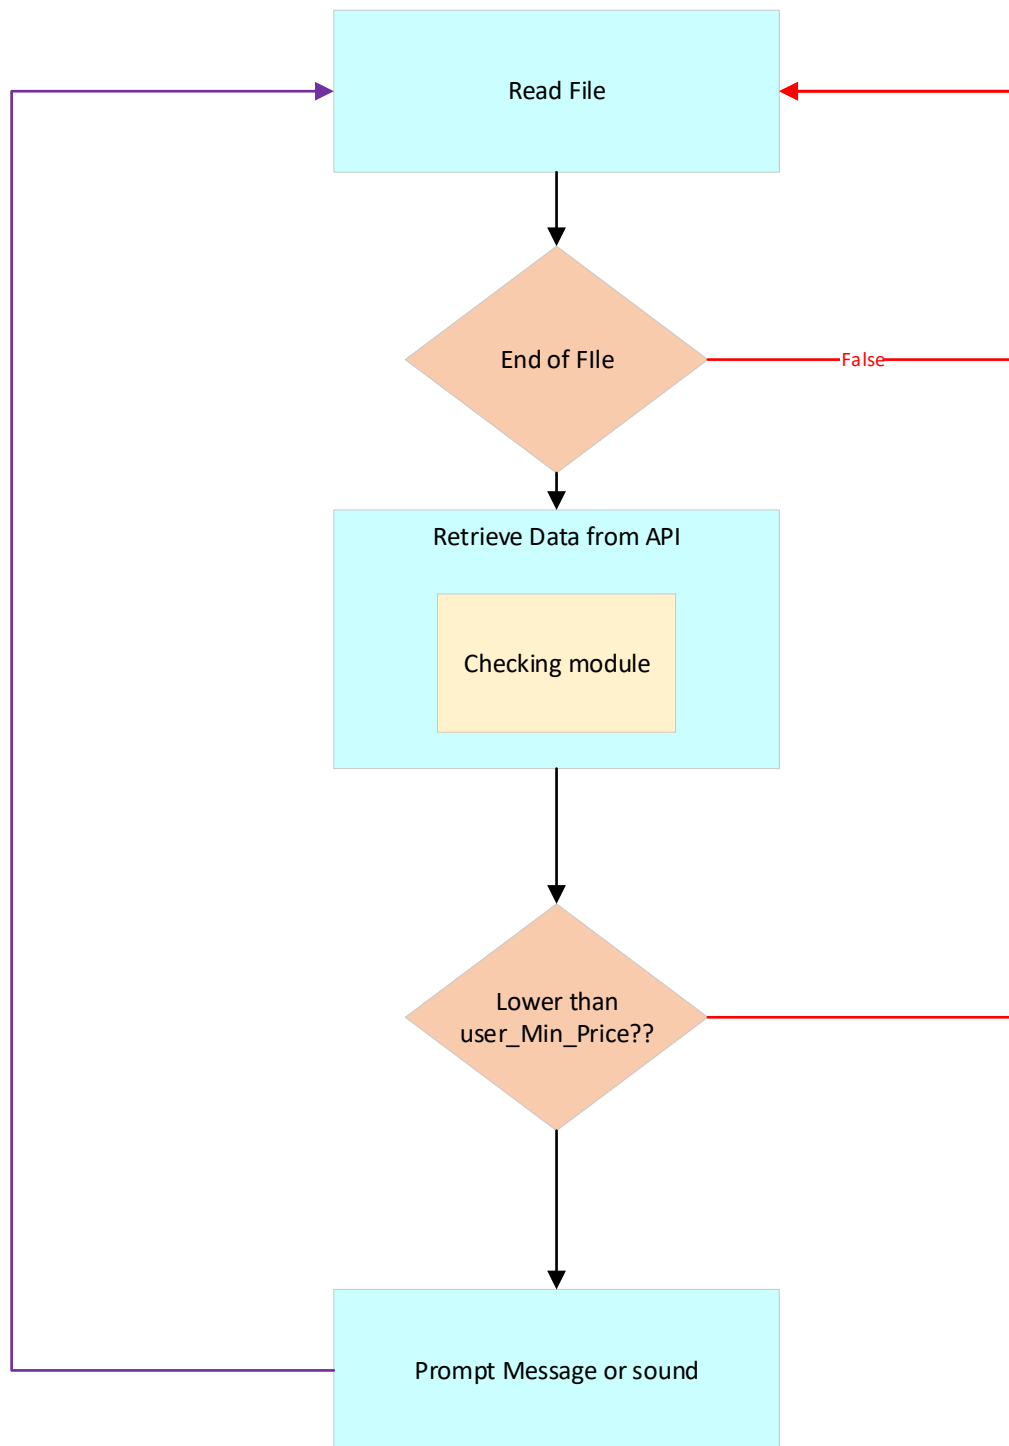 Read File
End of FIle
False
Retrieve Data from API
Checking module
Lower than
user_Min_Price??
Prompt Message or sound